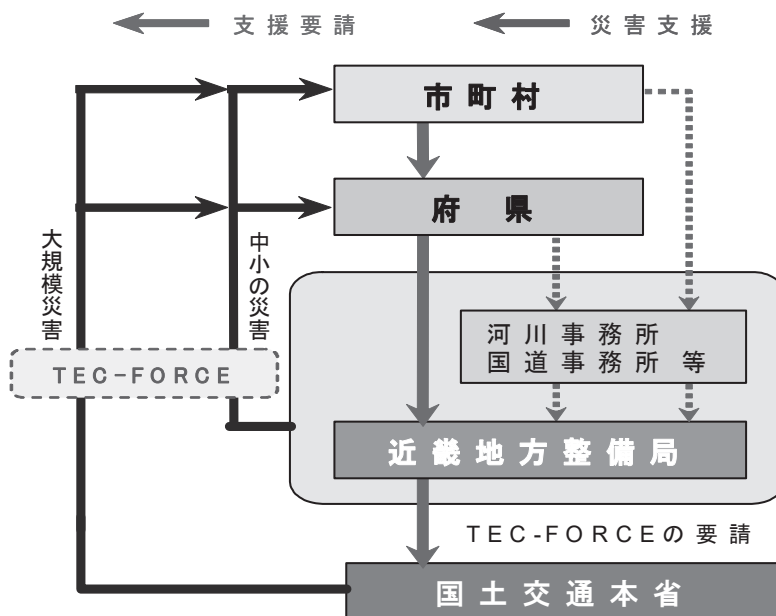 支援要請
災害支援
市町村
府県
大規模災害
中小の災害
河川事務所
国道事務所 等
TEC-FORCE
近畿地方整備局
TEC-FORCEの要請
国土交通本省